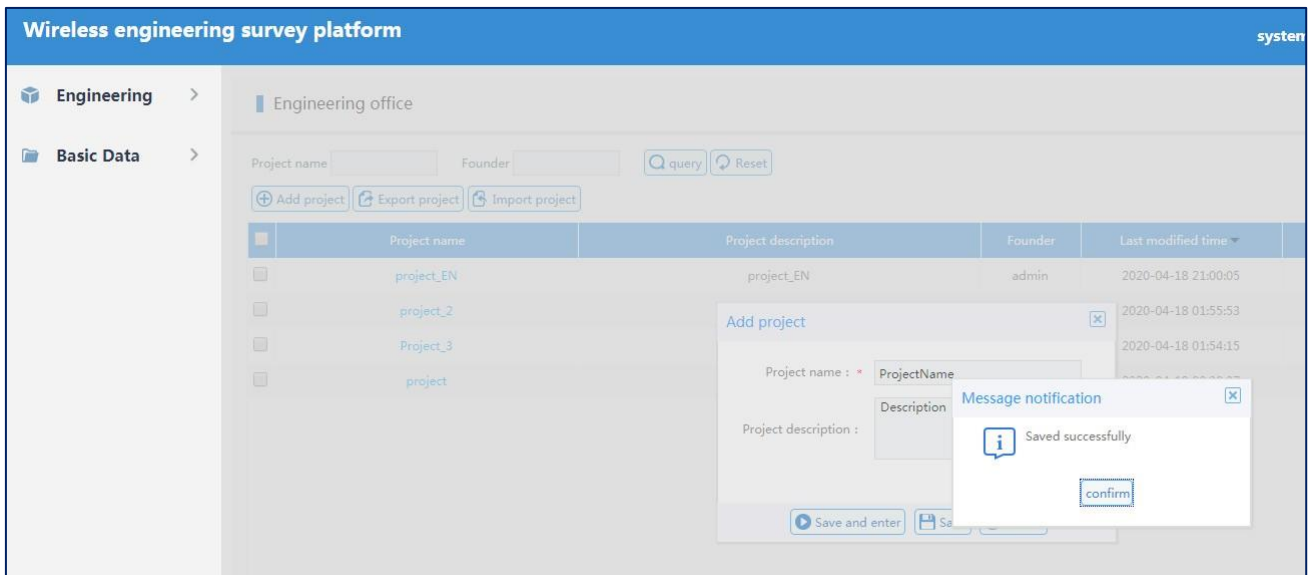 Wireless engineering survey platform
system
Engineering
Basic Data
Engineering office
Project name
Founder
query
Reset
Add project
Export project
Import project
Project name
Project description
Founder
Last modified time
project_EN
project_EN
admin
2020-04-18 21:00:05
project_2
2020-04-18 01:55:53
Project_3
2020-04-18 01:54:15
project
Add project
Project name : *
ProjectName
Project description :
Description
Save and enter
Message notification
Saved successfully
confirm